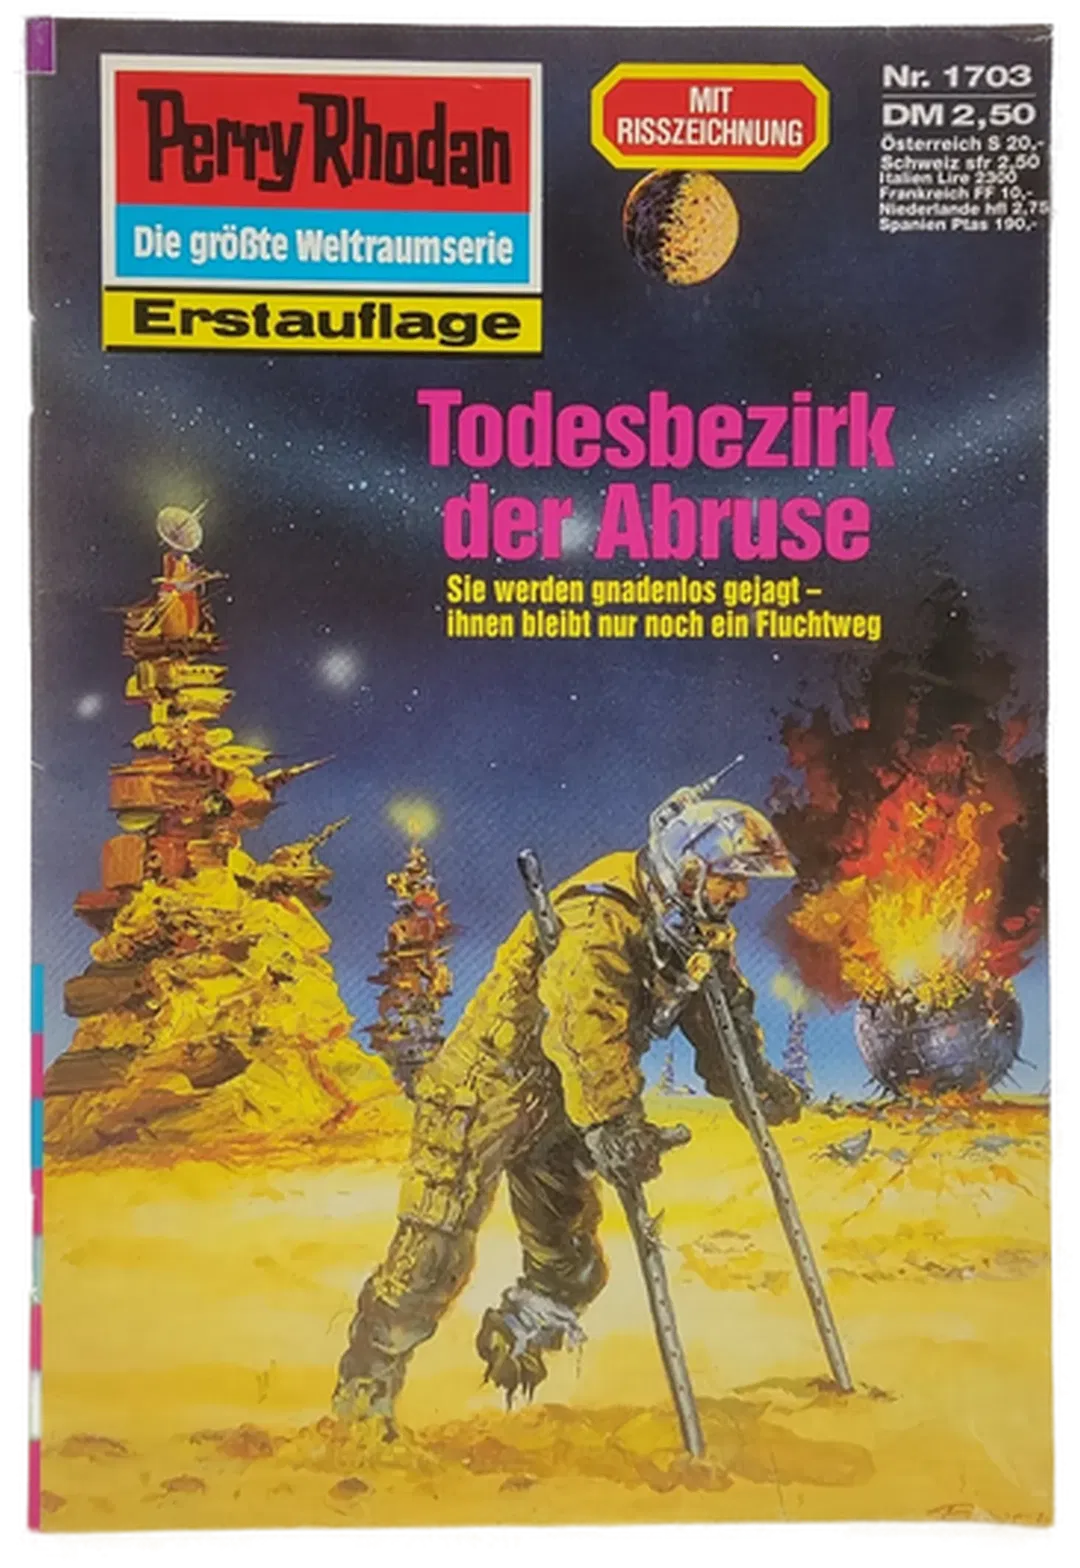 Perry Rhodan
Die größte Weltraumserie
Erstauflage
MIT
RISSZEICHNUNG
Nr. 1703
DM 2,50
Österreich S 20,-
Schweiz sfr 2,50
Italien Lire 2300
Frankreich FF 10,-
Niederlande hfl 2,75
Spanien Ptas 190,-
Todesbezirk
der Abruse
Sie werden gnadenlos gejagt –
ihnen bleibt nur noch ein Fluchtweg